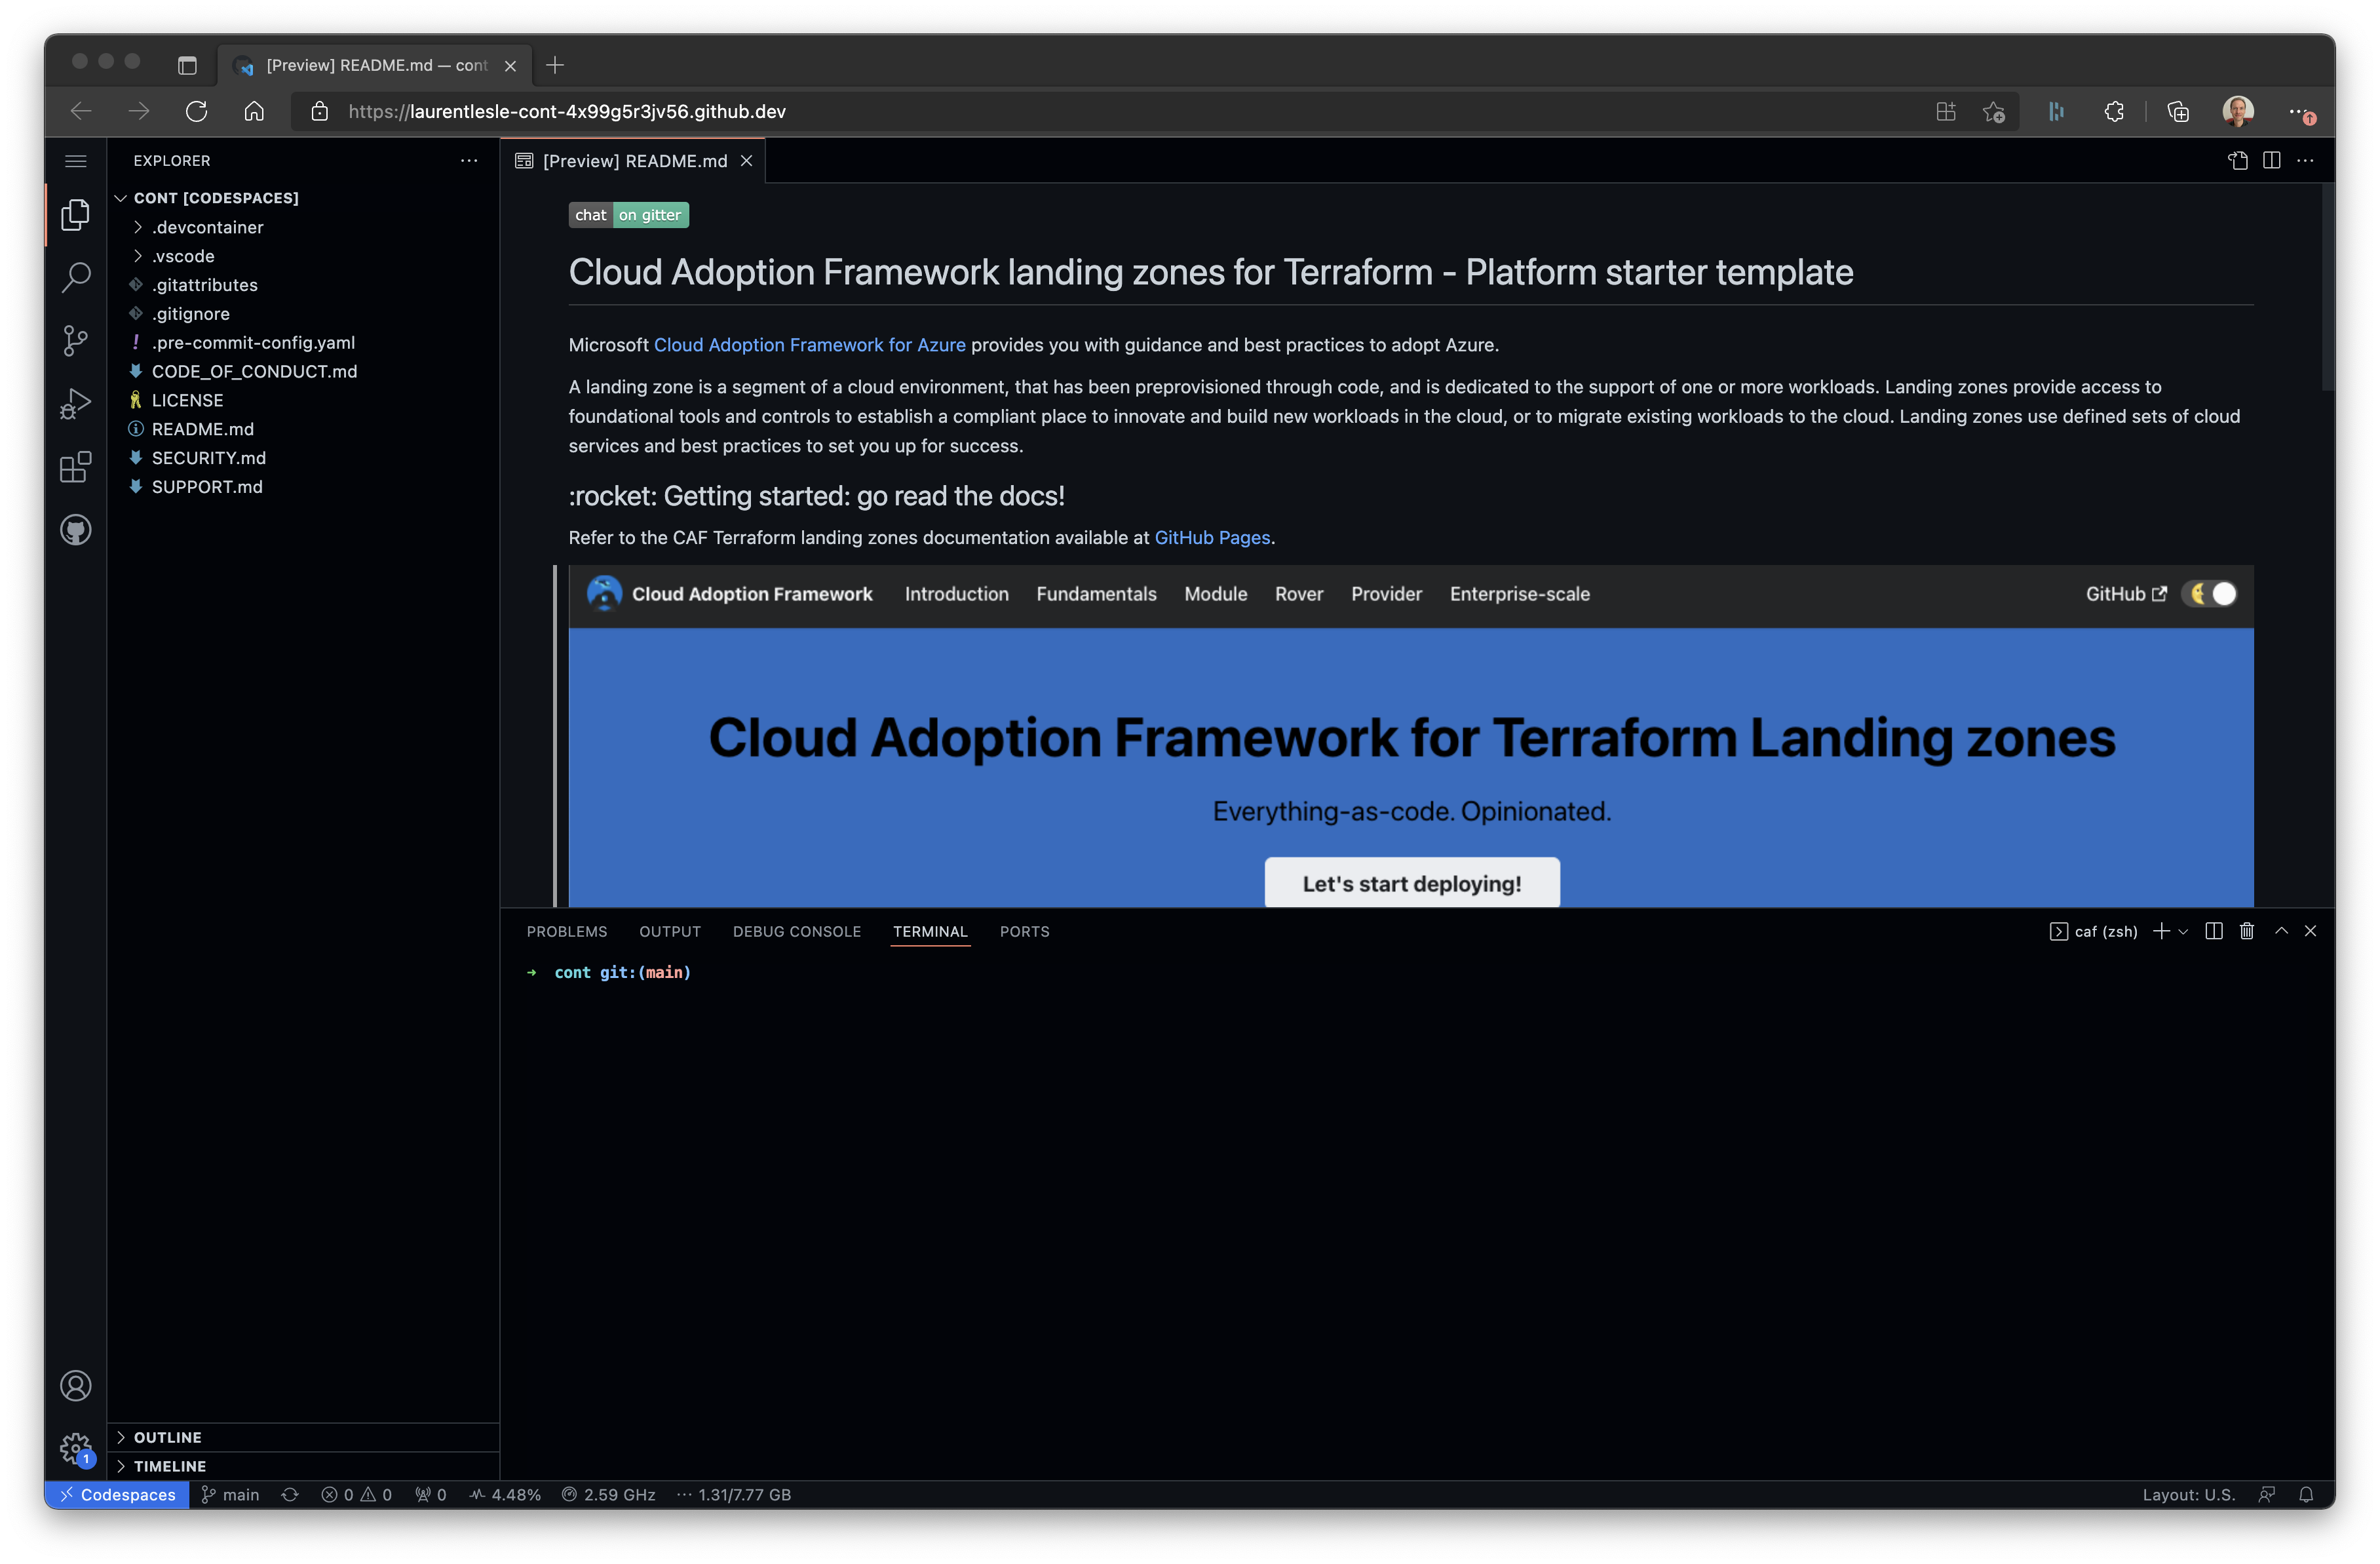 [Preview] README.md — cont
https://laurentlesle-cont-4x99g5r3jv56.github.dev
EXPLORER
[Preview] README.md
CONT [CODESPACES]
.devcontainer
.vscode
.gitattributes
.gitignore
.pre-commit-config.yaml
CODE_OF_CONDUCT.md
LICENSE
README.md
SECURITY.md
SUPPORT.md
OUTLINE
TIMELINE
chat on gitter
Cloud Adoption Framework landing zones for Terraform - Platform starter template
Microsoft Cloud Adoption Framework for Azure provides you with guidance and best practices to adopt Azure.
A landing zone is a segment of a cloud environment, that has been preprovisioned through code, and is dedicated to the support of one or more workloads. Landing zones provide access to
foundational tools and controls to establish a compliant place to innovate and build new workloads in the cloud, or to migrate existing workloads to the cloud. Landing zones use defined sets of cloud
services and best practices to set you up for success.
:rocket: Getting started: go read the docs!
Refer to the CAF Terraform landing zones documentation available at GitHub Pages.
Cloud Adoption Framework Introduction Fundamentals Module Rover Provider Enterprise-scale GitHub
Cloud Adoption Framework for Terraform Landing zones
Everything-as-code. Opinionated.
Let's start deploying!
PROBLEMS OUTPUT DEBUG CONSOLE TERMINAL PORTS caf (zsh)
→ cont git:(main)
1
Codespaces main 0 0 0 4.48% 2.59 GHz 1.31/7.77 GB Layout: U.S.